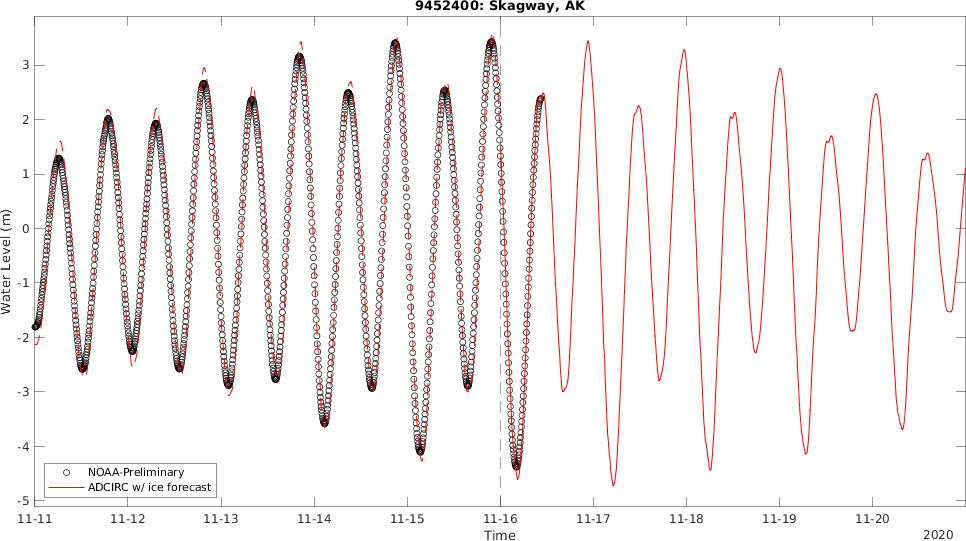 9452400: Skagway, AK
3
2
1
0
-1
-2
-3
-4
-5
Water Level (m)
NOAA-Preliminary
ADCIRC w/ ice forecast
11-11 11-12 11-13 11-14 11-15 11-16 11-17 11-18 11-19 11-20
Time
2020